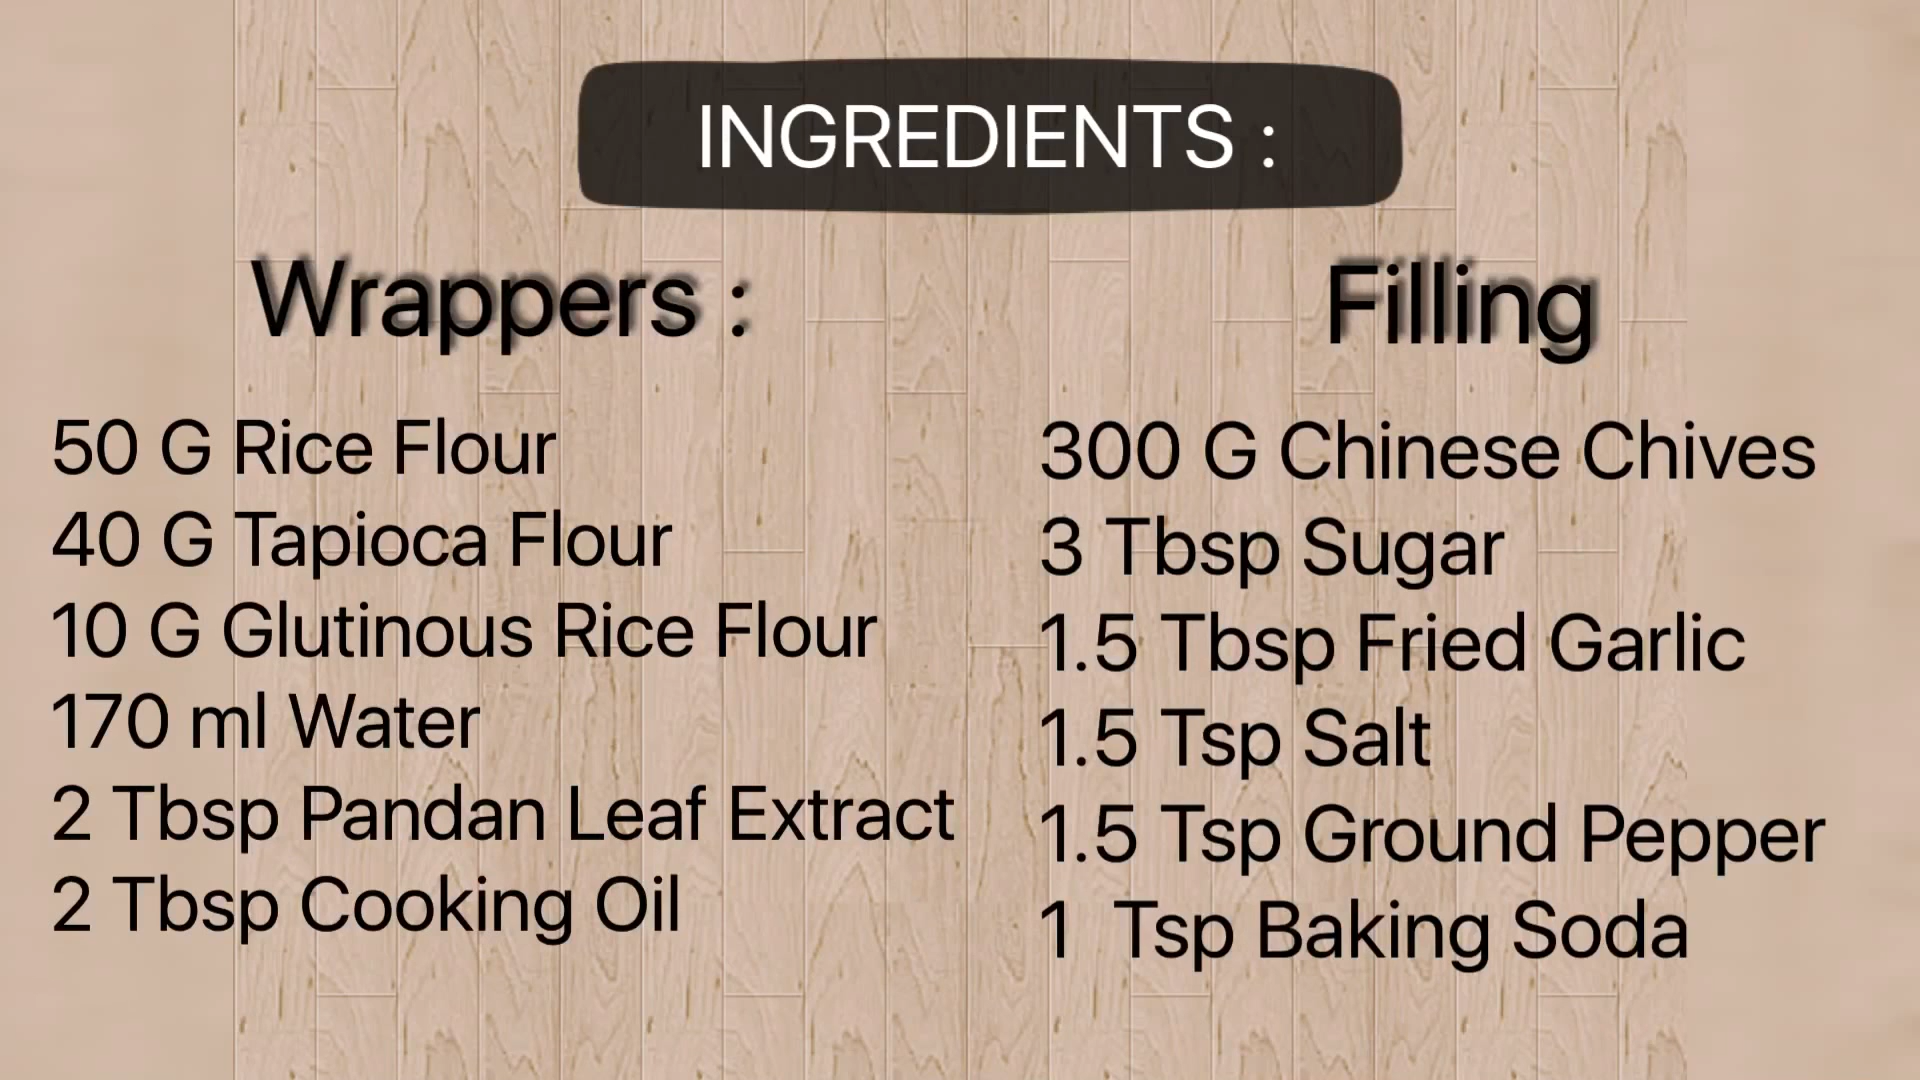 INGREDIENTS :
Wrappers :
50 G Rice Flour
40 G Tapioca Flour
10 G Glutinous Rice Flour
170 ml Water
2 Tbsp Pandan Leaf Extract
2 Tbsp Cooking Oil
Filling
300 G Chinese Chives
3 Tbsp Sugar
1.5 Tbsp Fried Garlic
1.5 Tsp Salt
1.5 Tsp Ground Pepper
1 Tsp Baking Soda